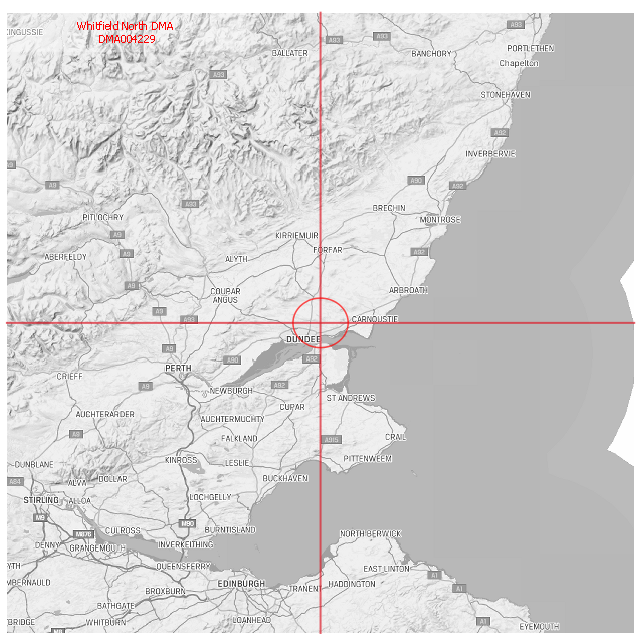 Whitfield North DMA
DMA004229
KINGUSSIE
A93
PORTLETHEN
A93
A93
BALLATER
BANCHORY
Chapelton
A93
STONEHAVEN
A92
INVERBERVIE
A9
A90
A92
A93
BRECHIN
PITLOCHRY
MONTROSE
A9
KIRRIEMUIR
A9
FORFAR
A92
ABERFELDY
ALYTH
A9
COUPAR
ANGUS
ARBROATH
A9
A93
CARNOUSTIE
DUNDEE
A9
A90
A92
PERTH
CRIEFF
A9
NEWBURGH
A92
ST ANDREWS
AUCHTERARDER
CUPAR
AUCHTERMUCHTY
A9
FALKLAND
A915
CRAIL
KINROSS
LESLIE
PITTENWEEM
DUNBLANE
A84
ALVA
DOLLAR
BUCKHAVEN
STIRLING
ALLOA
LOCHGELLY
M9
M90
CULROSS
BURNTISLAND
M876
NORTH BERWICK
DENNY
GRANGEMOUTH
INVERKEITHING
QUEENSFERRY
EAST LINTON
A1
EDINBURGH
HADDINGTON
TRANENT
A1
BROXBURN
BATHGATE
WHITBURN
LOANHEAD
A1
EYEMOUTH